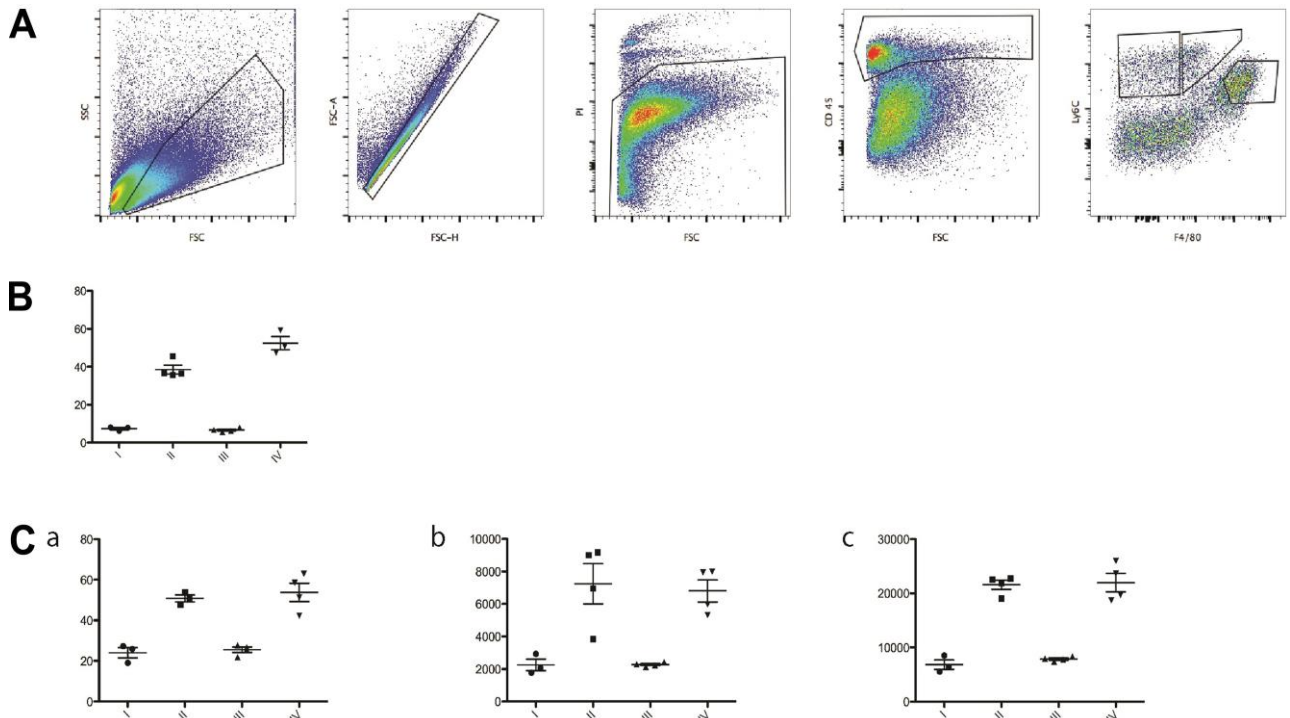 A
SSC
FSC
FSC-A
FSC-H
PI
FSC
CD 45
FSC
Ly6C
F4/80
B
80
60
40
20
0
I
II
III
IV
C
a
80
60
40
20
0
I
II
III
IV
b
10000
8000
6000
4000
2000
0
I
II
III
IV
c
30000
20000
10000
0
I
II
III
IV